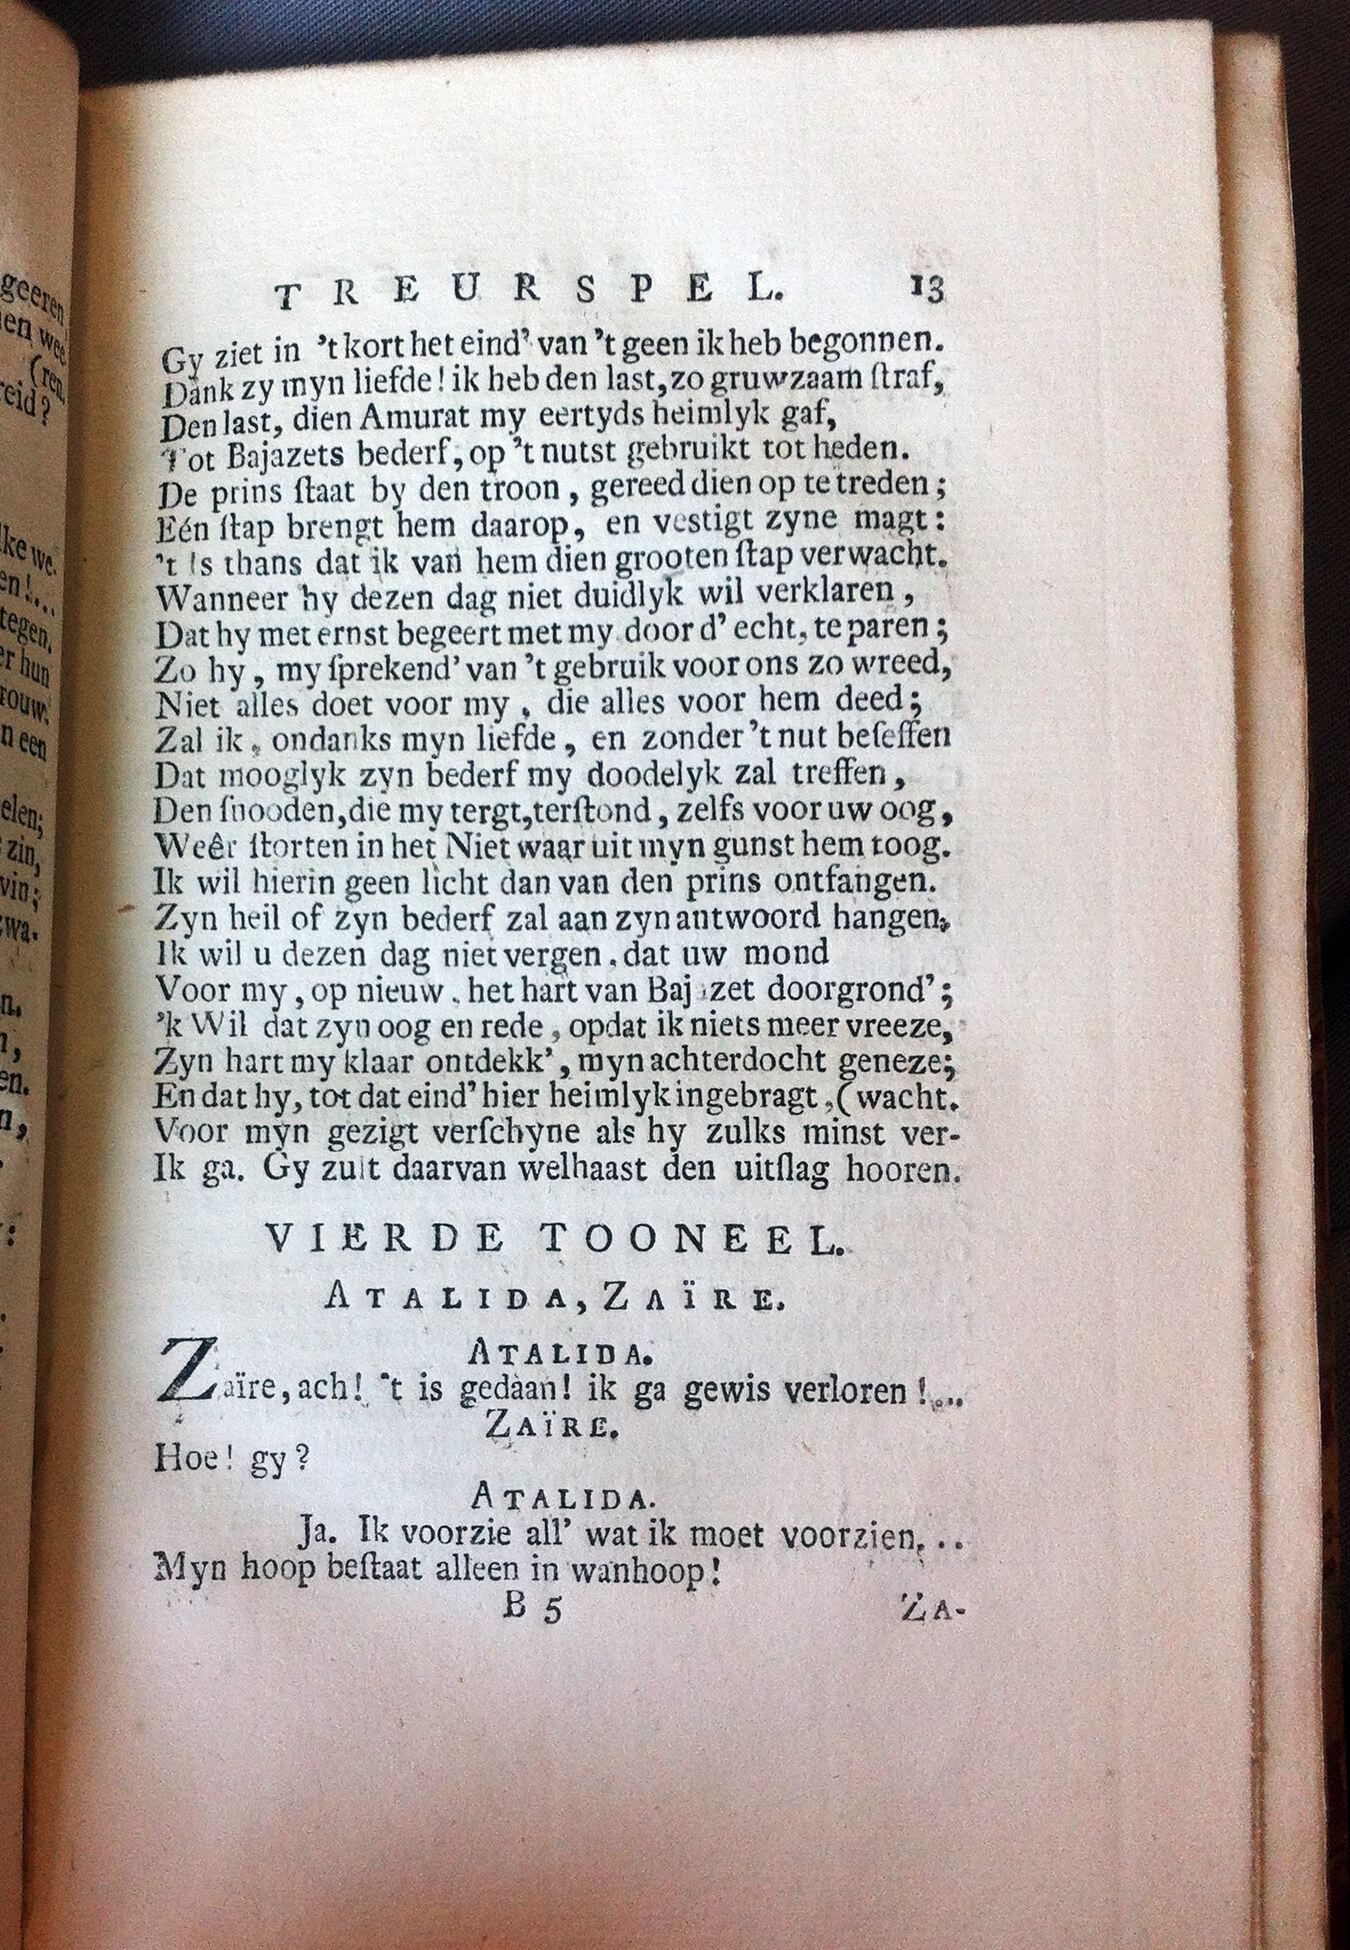 TREURSPEL. 13
Gy ziet in 't kort het eind' van 't geen ik heb begonnen.
Dank zy myn liefde! ik heb den last, zo gruwzaam ſtraf,
Den last, dien Amurat my eertyds heimlyk gaf,
Tot Bajazets bederf, op 't nutst gebruikt tot heden.
De prins ſtaat by den troon, gereed dien op te treden;
Eén ſtap brengt hem daarop, en vestigt zyne magt:
't Is thans dat ik van hem dien grooten ſtap verwacht.
Wanneer hy dezen dag niet duidlyk wil verklaren,
Dat hy met ernst begeert met my door d' echt, te paren;
Zo hy, my ſprekend' van 't gebruik voor ons zo wreed,
Niet alles doet voor my, die alles voor hem deed;
Zal ik, ondanks myn liefde, en zonder 't nut beſeffen
Dat mooglyk zyn bederf my doodelyk zal treffen,
Den ſnooden, die my tergt, terſtond, zelfs voor uw oog,
Weêr ſtorten in het Niet waar uit myn gunst hem toog.
Ik wil hierin geen licht dan van den prins ontfangen.
Zyn heil of zyn bederf zal aan zyn antwoord hangen,
Ik wil u dezen dag niet vergen, dat uw mond
Voor my, op nieuw, het hart van Bajazet doorgrond';
'k Wil dat zyn oog en rede, opdat ik niets meer vreeze,
Zyn hart my klaar ontdekk', myn achterdocht geneze;
En dat hy, tot dat eind' hier heimlyk ingebragt, (wacht.
Voor myn gezigt verſchyne als hy zulks minst ver-
Ik ga. Gy zult daarvan welhaast den uitſlag hooren.
VIERDE TOONEEL.
ATALIDA, ZAÏRE.
ATALIDA.
Zaïre, ach! 't is gedaan! ik ga gewis verloren!...
ZAÏRE.
Hoe! gy?
ATALIDA.
Ja. Ik voorzie all' wat ik moet voorzien...
Myn hoop beſtaat alleen in wanhoop!
B 5 ZA-